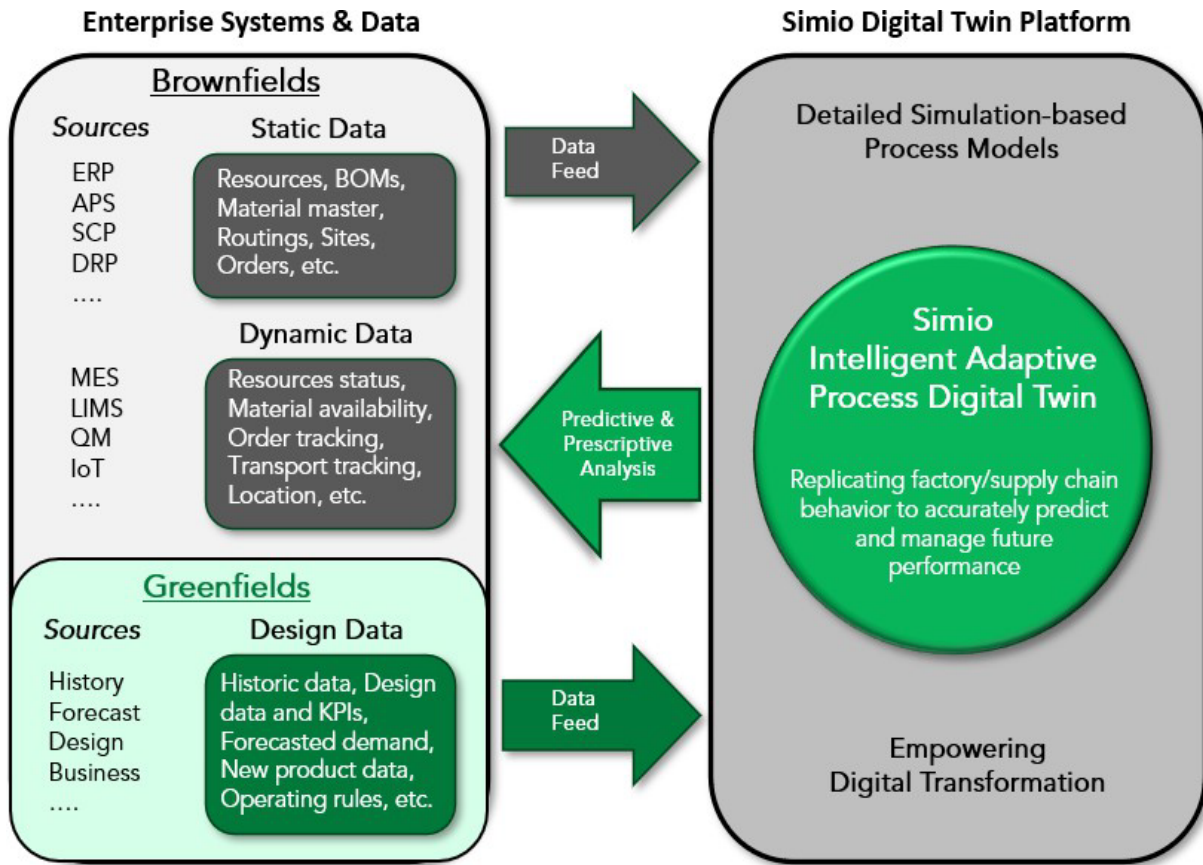 Enterprise Systems & Data
Brownfields
Sources
Static Data
ERP
APS
SCP
DRP
....
Resources, BOMs,
Material master,
Routings, Sites,
Orders, etc.
Dynamic Data
MES
LIMS
QM
IoT
....
Resources status,
Material availability,
Order tracking,
Transport tracking,
Location, etc.
Greenfields
Sources
Design Data
History
Forecast
Design
Business
....
Historic data, Design
data and KPIs,
Forecasted demand,
New product data,
Operating rules, etc.
Data
Feed
Predictive &
Prescriptive
Analysis
Data
Feed
Simio Digital Twin Platform
Detailed Simulation-based
Process Models
Simio
Intelligent Adaptive
Process Digital Twin
Replicating factory/supply chain
behavior to accurately predict
and manage future
performance
Empowering
Digital Transformation